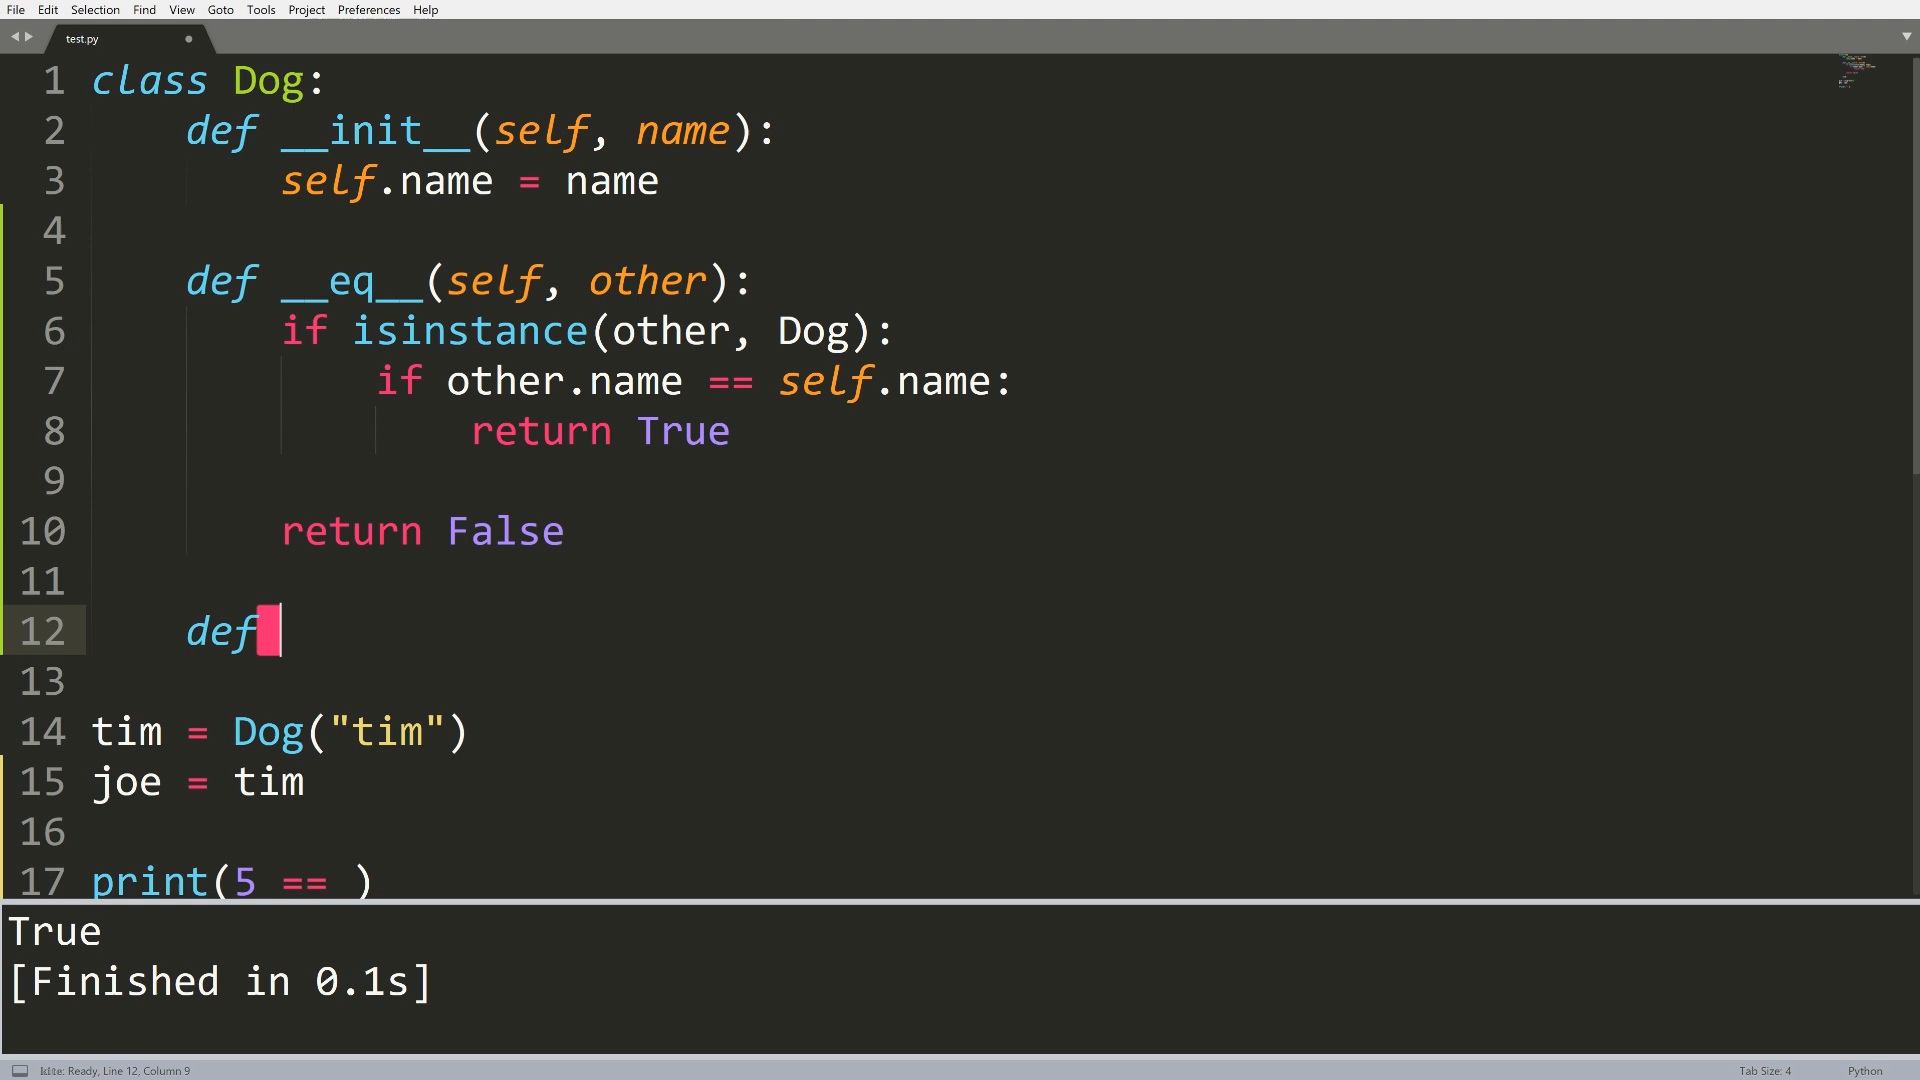 File Edit Selection Find View Goto Tools Project Preferences Help
test.py
1 class Dog:
2 def __init__(self, name):
3 self.name = name
4
5 def __eq__(self, other):
6 if isinstance(other, Dog):
7 if other.name == self.name:
8 return True
9
10 return False
11
12 def
13
14 tim = Dog("tim")
15 joe = tim
16
17 print(5 == )
True
[Finished in 0.1s]
Ready, Line 12, Column 9 Tab Size: 4 Python